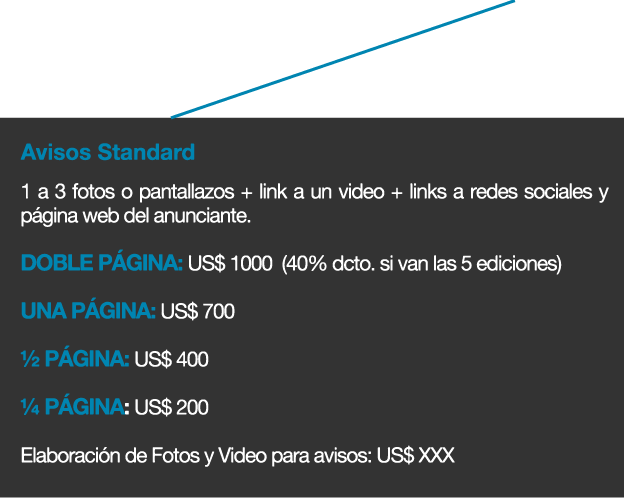 Avisos Standard
1 a 3 fotos o pantallazos + link a un video + links a redes sociales y
página web del anunciante.
DOBLE PÁGINA: US$ 1000 (40% dcto. si van las 5 ediciones)
UNA PÁGINA: US$ 700
½ PÁGINA: US$ 400
¼ PÁGINA: US$ 200
Elaboración de Fotos y Video para avisos: US$ XXX